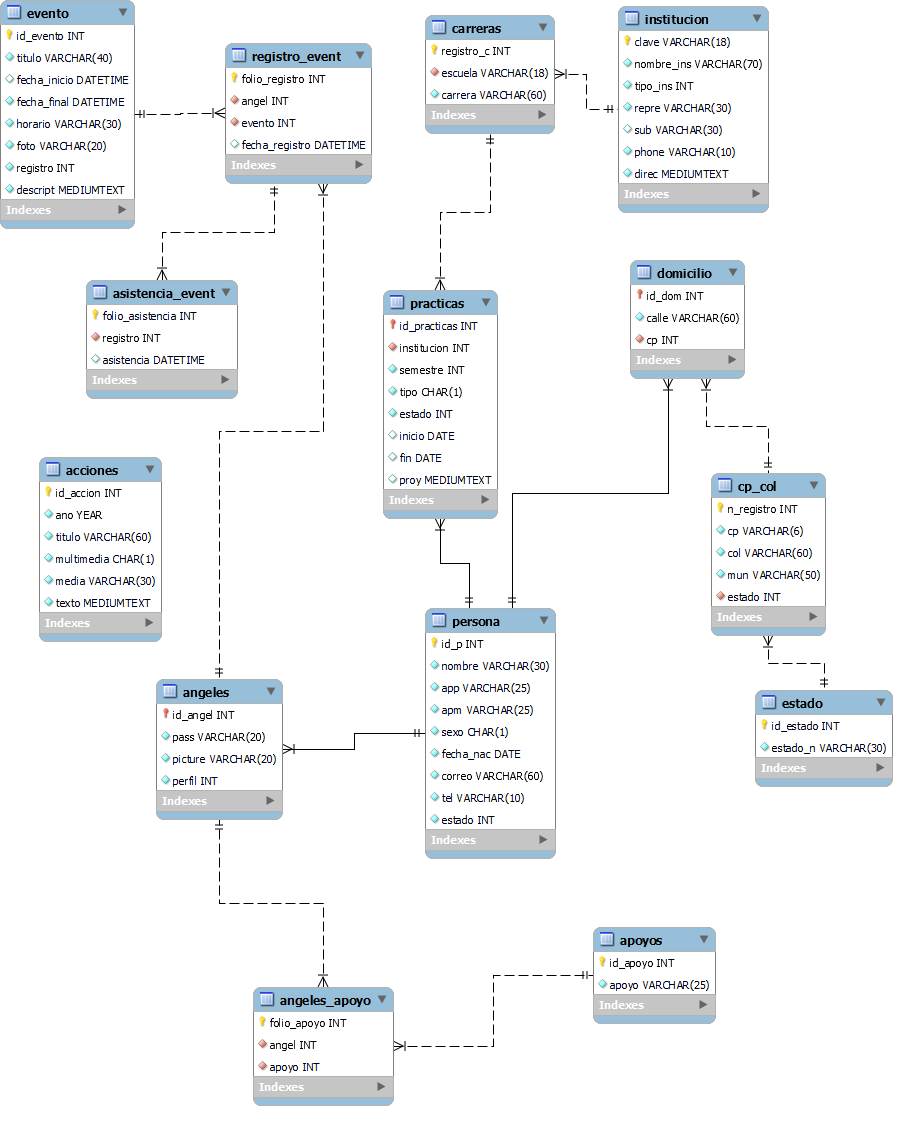 evento
id_evento INT
titulo VARCHAR(40)
fecha_inicio DATETIME
fecha_final DATETIME
horario VARCHAR(30)
foto VARCHAR(20)
registro INT
descript MEDIUMTEXT
Indexes
registro_event
folio_registro INT
angel INT
evento INT
fecha_registro DATETIME
Indexes
carreras
registro_c INT
escuela VARCHAR(18)
carrera VARCHAR(60)
Indexes
institucion
clave VARCHAR(18)
nombre_ins VARCHAR(70)
tipo_ins INT
repre VARCHAR(30)
sub VARCHAR(30)
phone VARCHAR(10)
direc MEDIUMTEXT
Indexes
asistencia_event
folio_asistencia INT
registro INT
asistencia DATETIME
Indexes
practicas
id_practicas INT
institucion INT
semestre INT
tipo CHAR(1)
estado INT
inicio DATE
fin DATE
proy MEDIUMTEXT
Indexes
domicilio
id_dom INT
calle VARCHAR(60)
cp INT
Indexes
acciones
id_accion INT
ano YEAR
titulo VARCHAR(60)
multimedia CHAR(1)
media VARCHAR(30)
texto MEDIUMTEXT
Indexes
cp_col
n_registro INT
cp VARCHAR(6)
col VARCHAR(60)
mun VARCHAR(50)
estado INT
Indexes
persona
id_p INT
nombre VARCHAR(30)
app VARCHAR(25)
apm VARCHAR(25)
sexo CHAR(1)
fecha_nac DATE
correo VARCHAR(60)
tel VARCHAR(10)
estado INT
Indexes
angeles
id_angel INT
pass VARCHAR(20)
picture VARCHAR(20)
perfil INT
Indexes
estado
id_estado INT
estado_n VARCHAR(30)
Indexes
apoyos
id_apoyo INT
apoyo VARCHAR(25)
Indexes
angeles_apoyo
folio_apoyo INT
angel INT
apoyo INT
Indexes